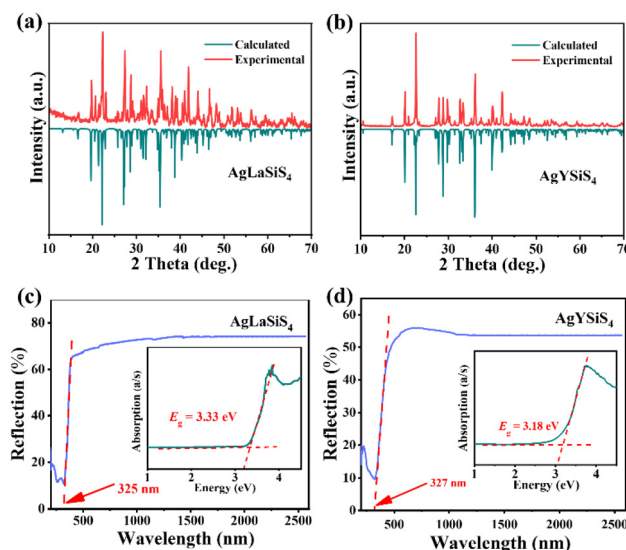 (a)
Calculated
Experimental
AgLaSiS4
Intensity (a.u.)
10 20 30 40 50 60 70
2 Theta (deg.)
(b)
Calculated
Experimental
AgYSiS4
Intensity (a.u.)
10 20 30 40 50 60 70
2 Theta (deg.)
(c)
AgLaSiS4
80
60
40
20
0
Reflection (%)
Absorption (a/s)
Eg = 3.33 eV
1 2 3 4
Energy (eV)
325 nm
500 1000 1500 2000 2500
Wavelength (nm)
(d)
AgYSiS4
60
50
40
30
20
10
0
Reflection (%)
Absorption (a/s)
Eg = 3.18 eV
1 2 3 4
Energy (eV)
327 nm
500 1000 1500 2000 2500
Wavelength (nm)